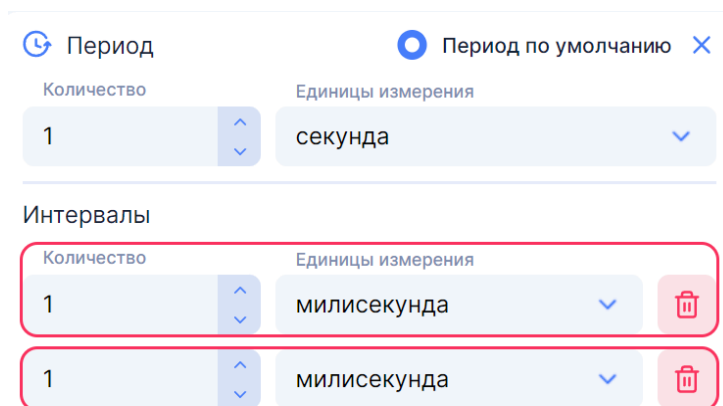 Период Период по умолчанию
Количество Единицы измерения
1 секунда
Интервалы
Количество Единицы измерения
1 милисекунда
1 милисекунда